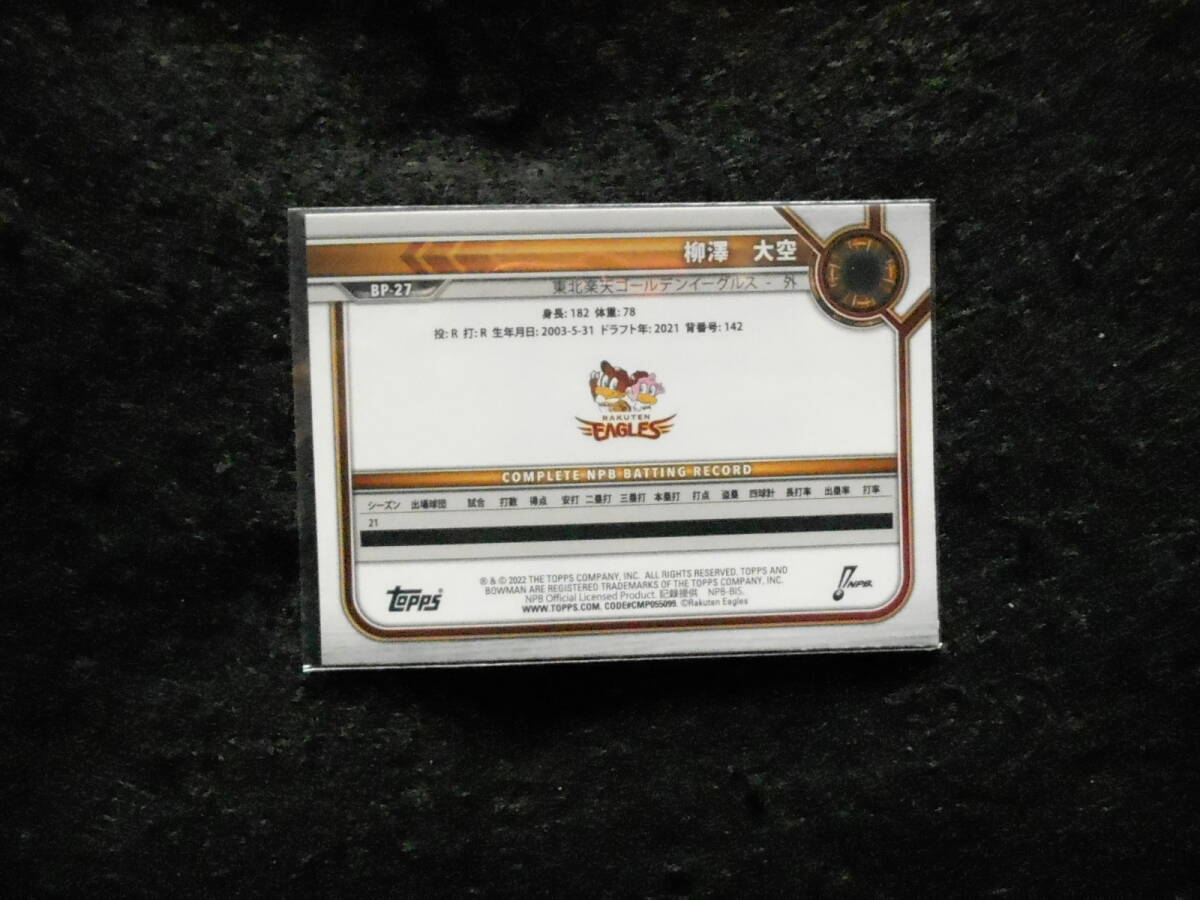 柳澤 大空
BP-27
東北楽天ゴールデンイーグルス - 外
身長: 182 体重: 78
投: R 打: R 生年月日: 2003-5-31 ドラフト年: 2021 背番号: 142
RAKUTEN
EAGLES
COMPLETE NPB BATTING RECORD
シーズン 出場球団 試合 打数 得点 安打 二塁打 三塁打 本塁打 打点 盗塁 四球計 長打率 出塁率 打率
21
® & © 2022 THE TOPPS COMPANY, INC. ALL RIGHTS RESERVED. TOPPS AND
BOWMAN ARE REGISTERED TRADEMARKS OF THE TOPPS COMPANY, INC.
NPB Official Licensed Product. 記録提供 NPB-BIS.
WWW.TOPPS.COM. CODE#CMP055099. ©Rakuten Eagles
TOPPS
NPB